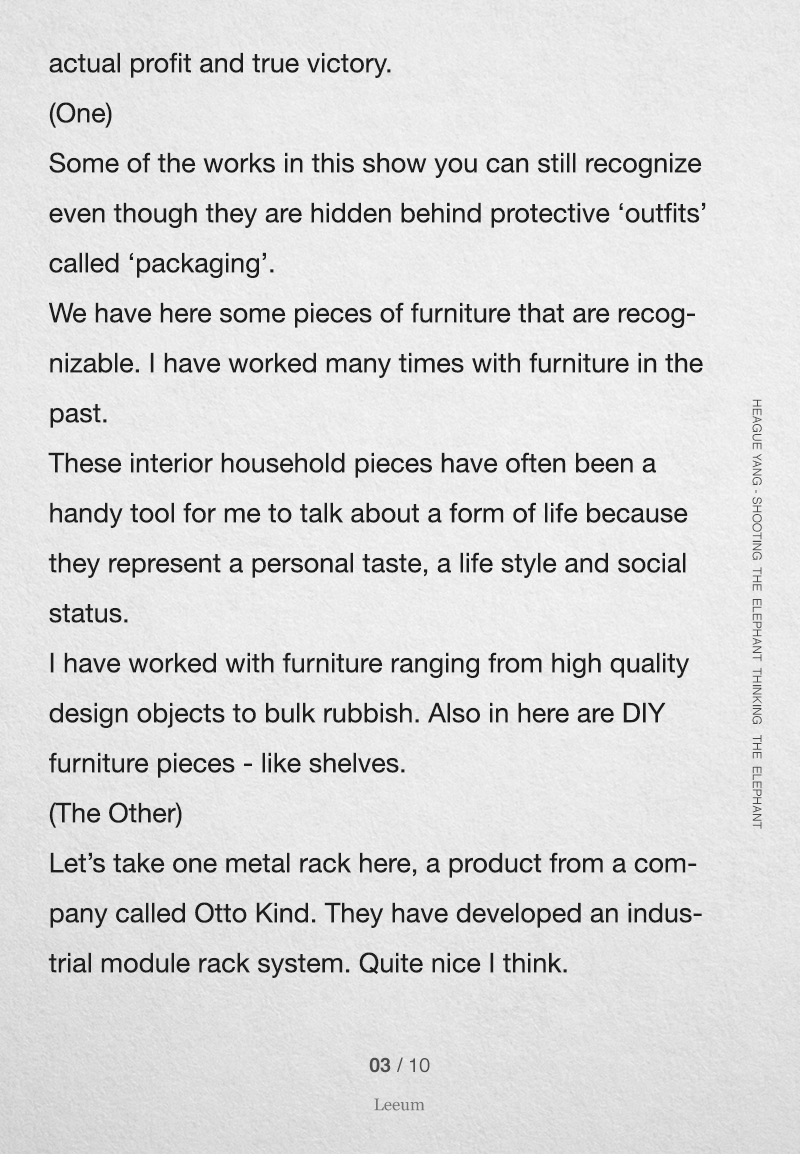 actual profit and true victory.
(One)
Some of the works in this show you can still recognize
even though they are hidden behind protective ‘outfits’
called ‘packaging’.
We have here some pieces of furniture that are recog-
nizable. I have worked many times with furniture in the
past.
These interior household pieces have often been a
handy tool for me to talk about a form of life because
they represent a personal taste, a life style and social
status.
I have worked with furniture ranging from high quality
design objects to bulk rubbish. Also in here are DIY
furniture pieces - like shelves.
(The Other)
Let’s take one metal rack here, a product from a com-
pany called Otto Kind. They have developed an indus-
trial module rack system. Quite nice I think.
HEAGUE YANG - SHOOTING THE ELEPHANT THINKING THE ELEPHANT
03 / 10
Leeum